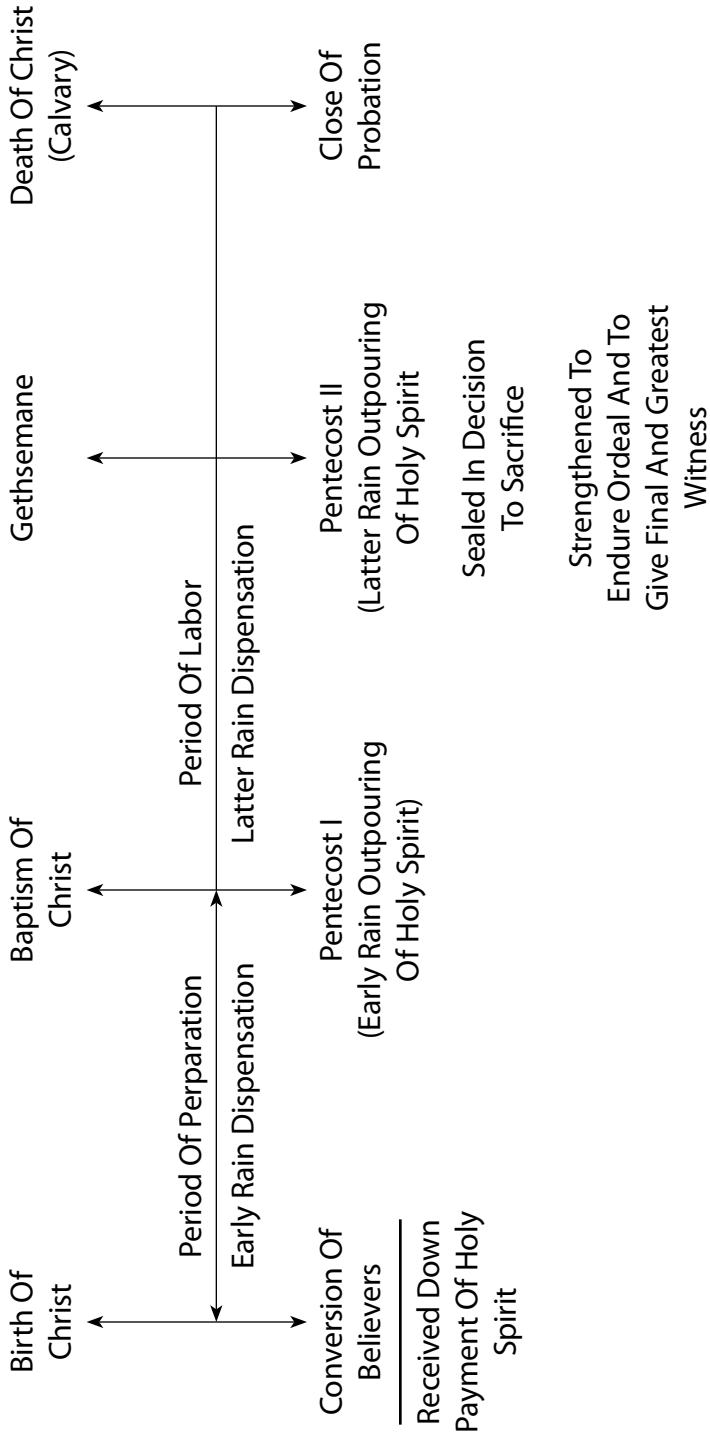 Birth Of
Christ
Baptism Of
Christ
Gethsemane
Death Of Christ
(Calvary)
Period Of Perparation
Early Rain Dispensation
Period Of Labor
Latter Rain Dispensation
Conversion Of
Believers
Received Down
Payment Of Holy
Spirit
Pentecost I
(Early Rain Outpouring
Of Holy Spirit)
Pentecost II
(Latter Rain Outpouring
Of Holy Spirit
Sealed In Decision
To Sacrifice
Strengthened To
Endure Ordeal And To
Give Final And Greatest
Witness
Close Of
Probation